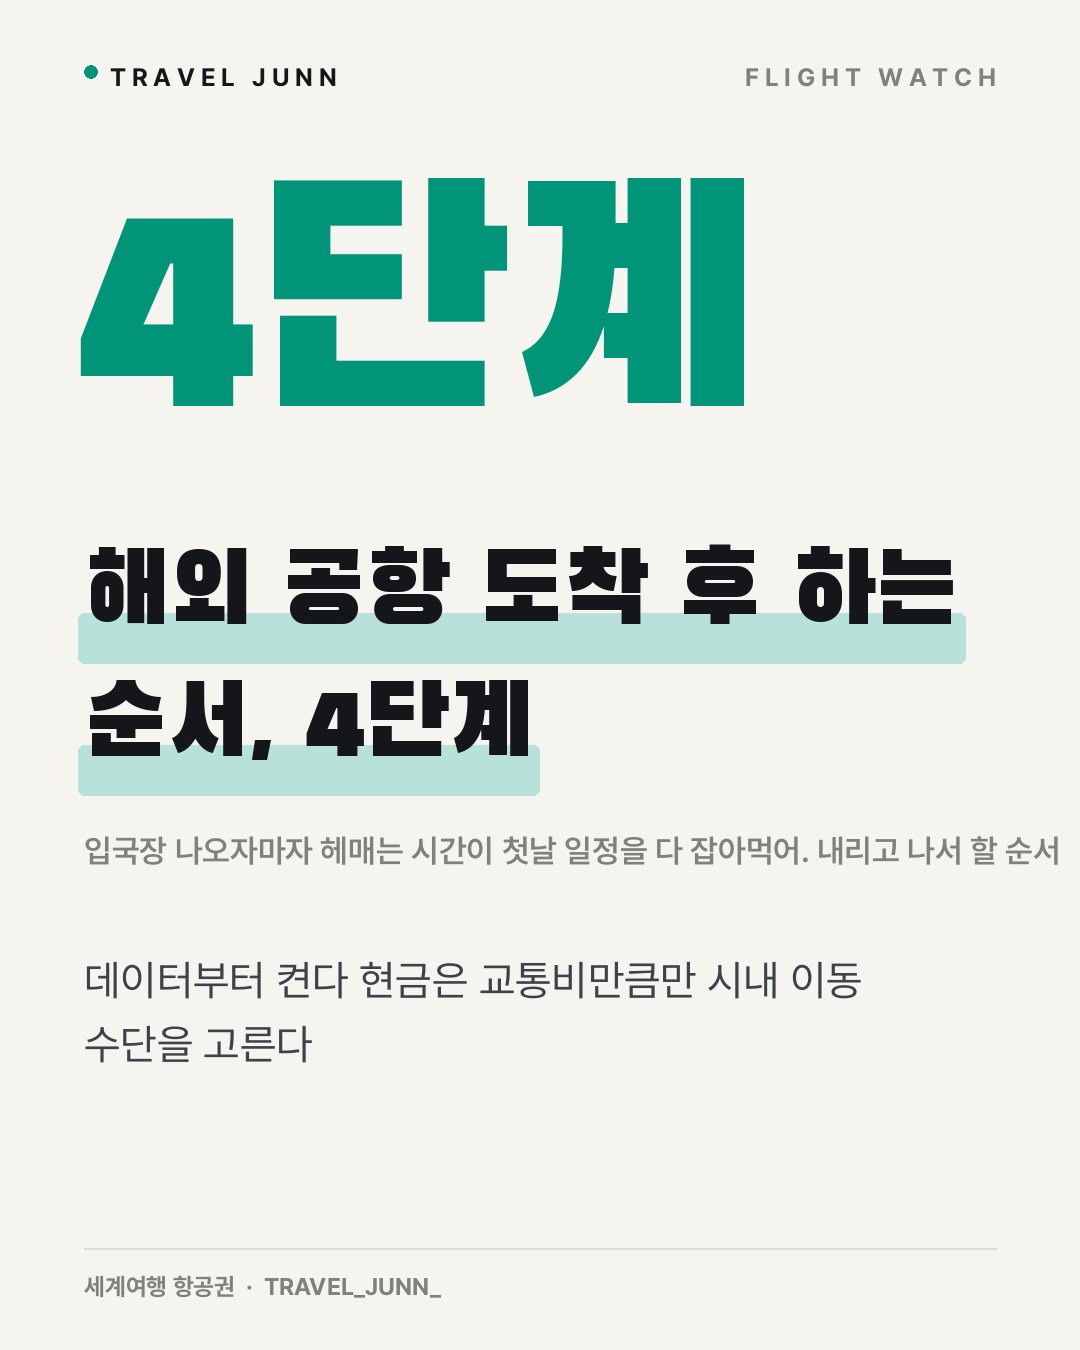 TRAVEL JUNN
FLIGHT WATCH
4단계
해외 공항 도착 후 하는
순서, 4단계
입국장 나오자마자 헤매는 시간이 첫날 일정을 다 잡아먹어. 내리고 나서 할 순서
데이터부터 켠다 현금은 교통비만큼만 시내 이동
수단을 고른다
세계여행 항공권 · TRAVEL_JUNN_